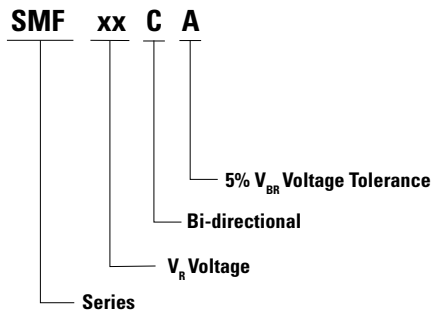 SMF xx C A
5% VBR Voltage Tolerance
Bi-directional
VR Voltage
Series